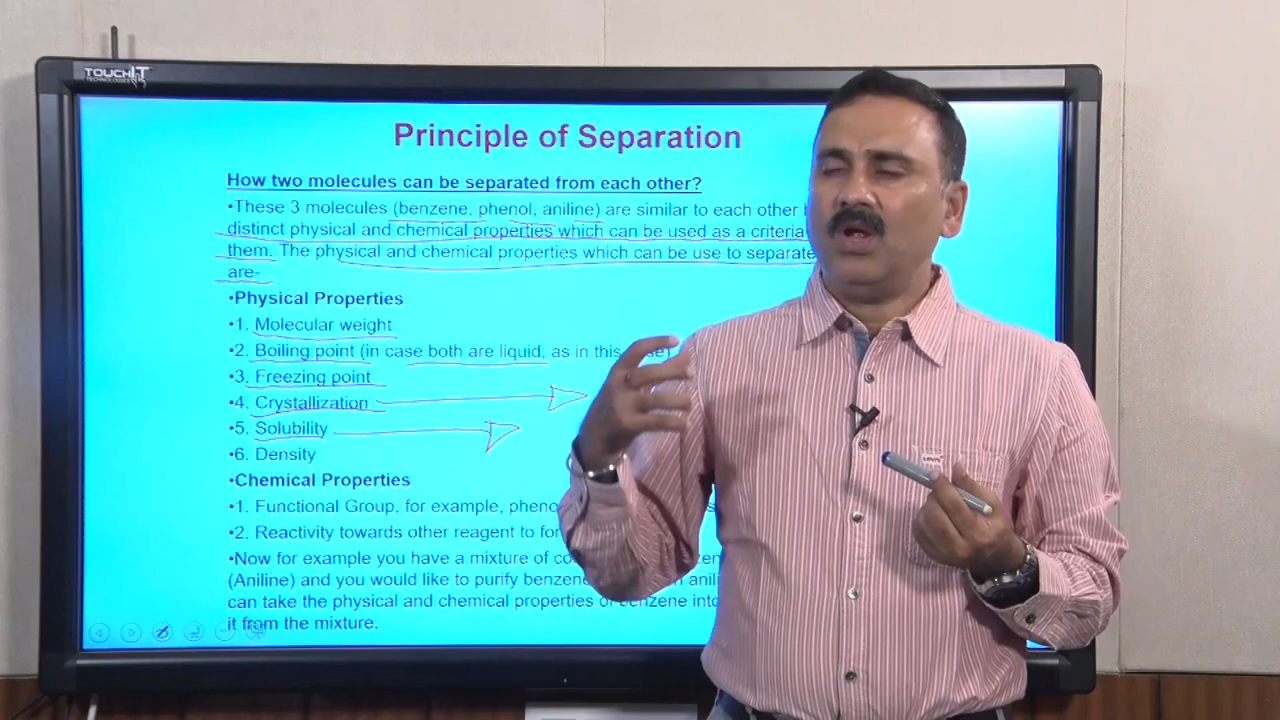 TOUCHIT
TECHNOLOGIES
Principle of Separation
How two molecules can be separated from each other?
•These 3 molecules (benzene, phenol, aniline) are similar to each other
distinct physical and chemical properties which can be used as a criteria
them. The physical and chemical properties which can be use to separate
are-
•Physical Properties
•1. Molecular weight
•2. Boiling point (in case both are liquid, as in this case)
•3. Freezing point
•4. Crystallization
•5. Solubility
•6. Density
•Chemical Properties
•1. Functional Group, for example,
•2. Reactivity towards other reagent to
•Now for example you have a mixture of
(Aniline) and you would like to purify benzene
can take the physical and chemical properties of benzene into
it from the mixture.